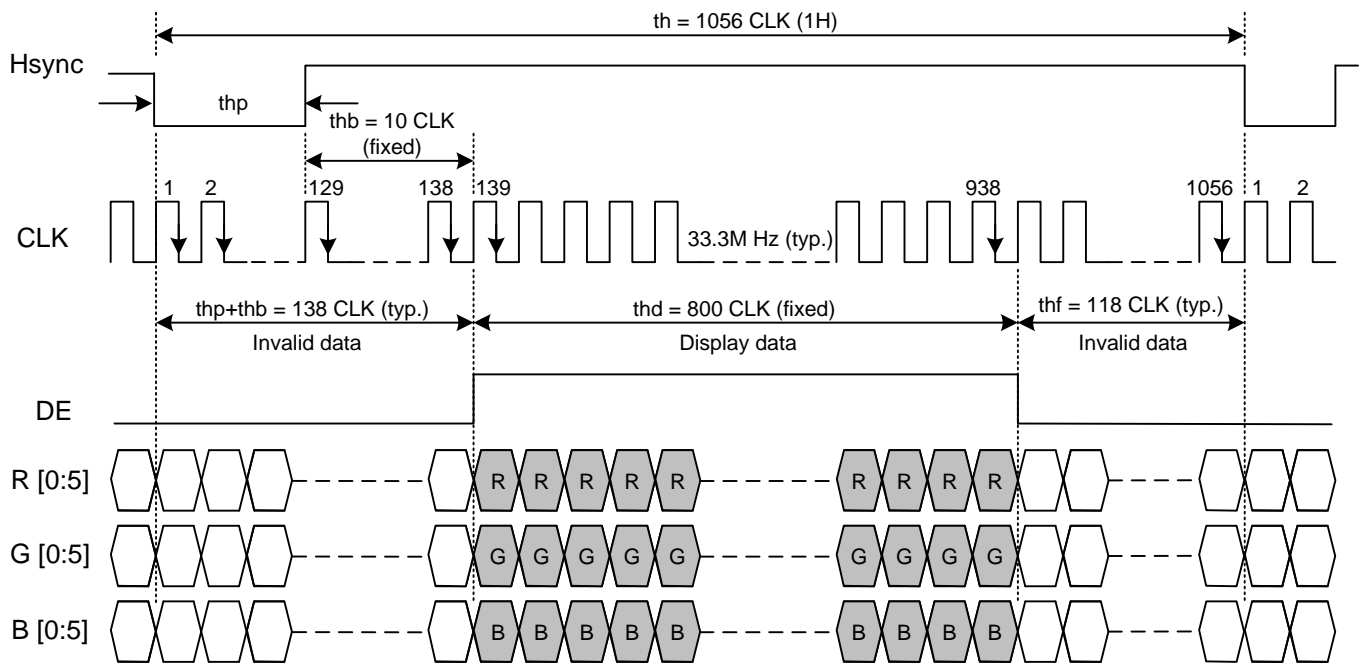 th = 1056 CLK (1H)
Hsync
thp
thb = 10 CLK
(fixed)
1 2 129 138 139 938 1056 1 2
CLK
33.3M Hz (typ.)
thp+thb = 138 CLK (typ.) thd = 800 CLK (fixed) thf = 118 CLK (typ.)
Invalid data Display data Invalid data
DE
R [0:5] R R R R R R R R R
G [0:5] G G G G G G G G G
B [0:5] B B B B B B B B B